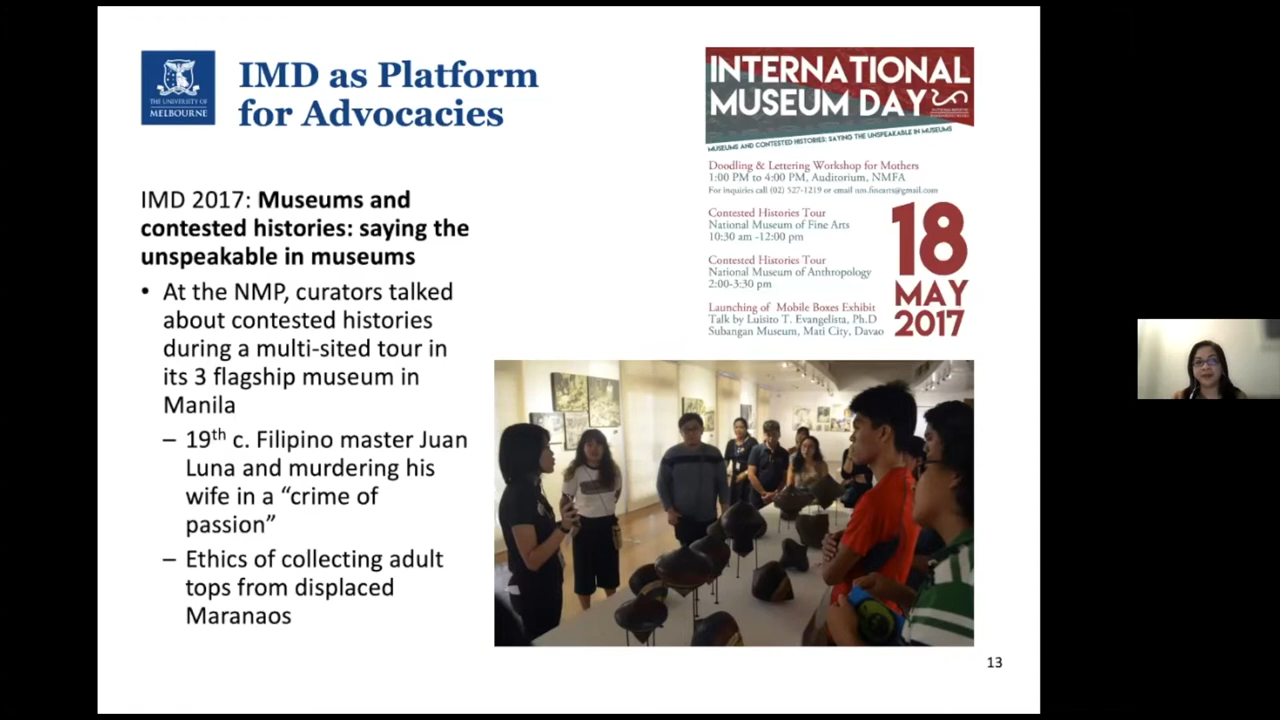 THE UNIVERSITY OF
MELBOURNE
IMD as Platform
for Advocacies
IMD 2017: Museums and
contested histories: saying the
unspeakable in museums
• At the NMP, curators talked
about contested histories
during a multi-sited tour in
its 3 flagship museum in
Manila
– 19th c. Filipino master Juan
Luna and murdering his
wife in a “crime of
passion”
– Ethics of collecting adult
tops from displaced
Maranaos
INTERNATIONAL
MUSEUM DAY
MUSEUMS AND CONTESTED HISTORIES: SAYING THE UNSPEAKABLE IN MUSEUMS
Doodling & Lettering Workshop for Mothers
1:00 PM to 4:00 PM, Auditorium, NMFA
For inquiries call (02) 527-1219 or email nm.finearts@gmail.com
Contested Histories Tour
National Museum of Fine Arts
10:30 am -12:00 pm
Contested Histories Tour
National Museum of Anthropology
2:00-3:30 pm
Launching of Mobile Boxes Exhibit
Talk by Luisito T. Evangelista, Ph.D
Subangan Museum, Mati City, Davao
18
MAY
2017
13